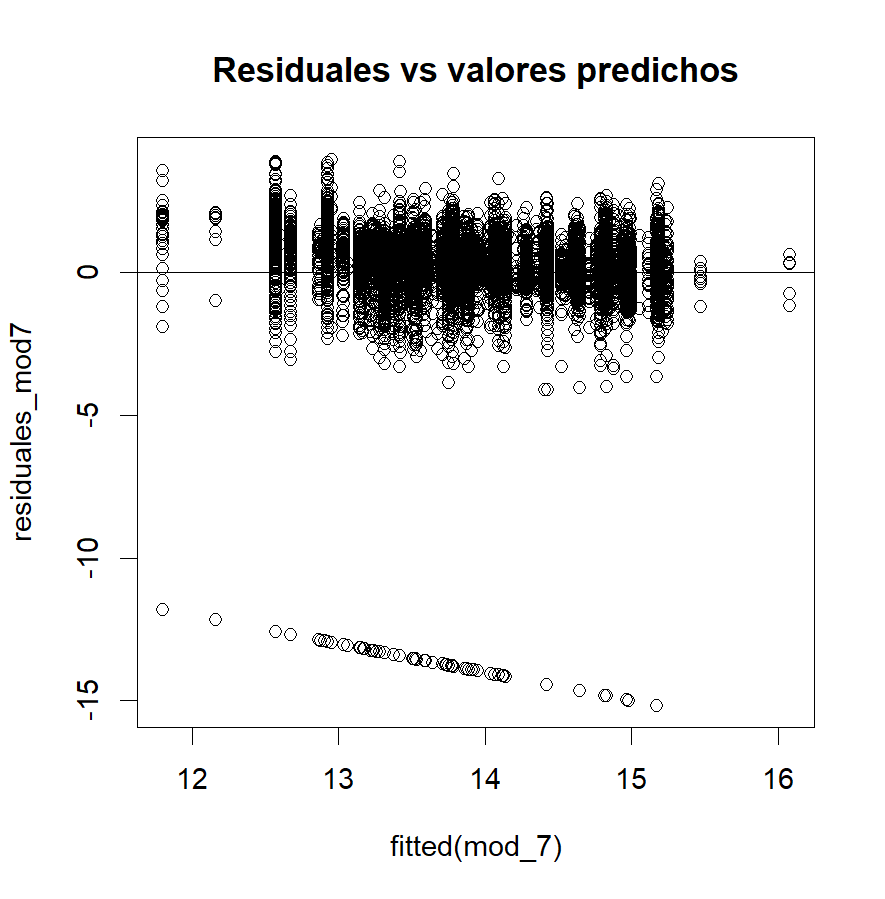 Residuales vs valores predichos
residuales_mod7
0
-5
-10
-15
12 13 14 15 16
fitted(mod_7)